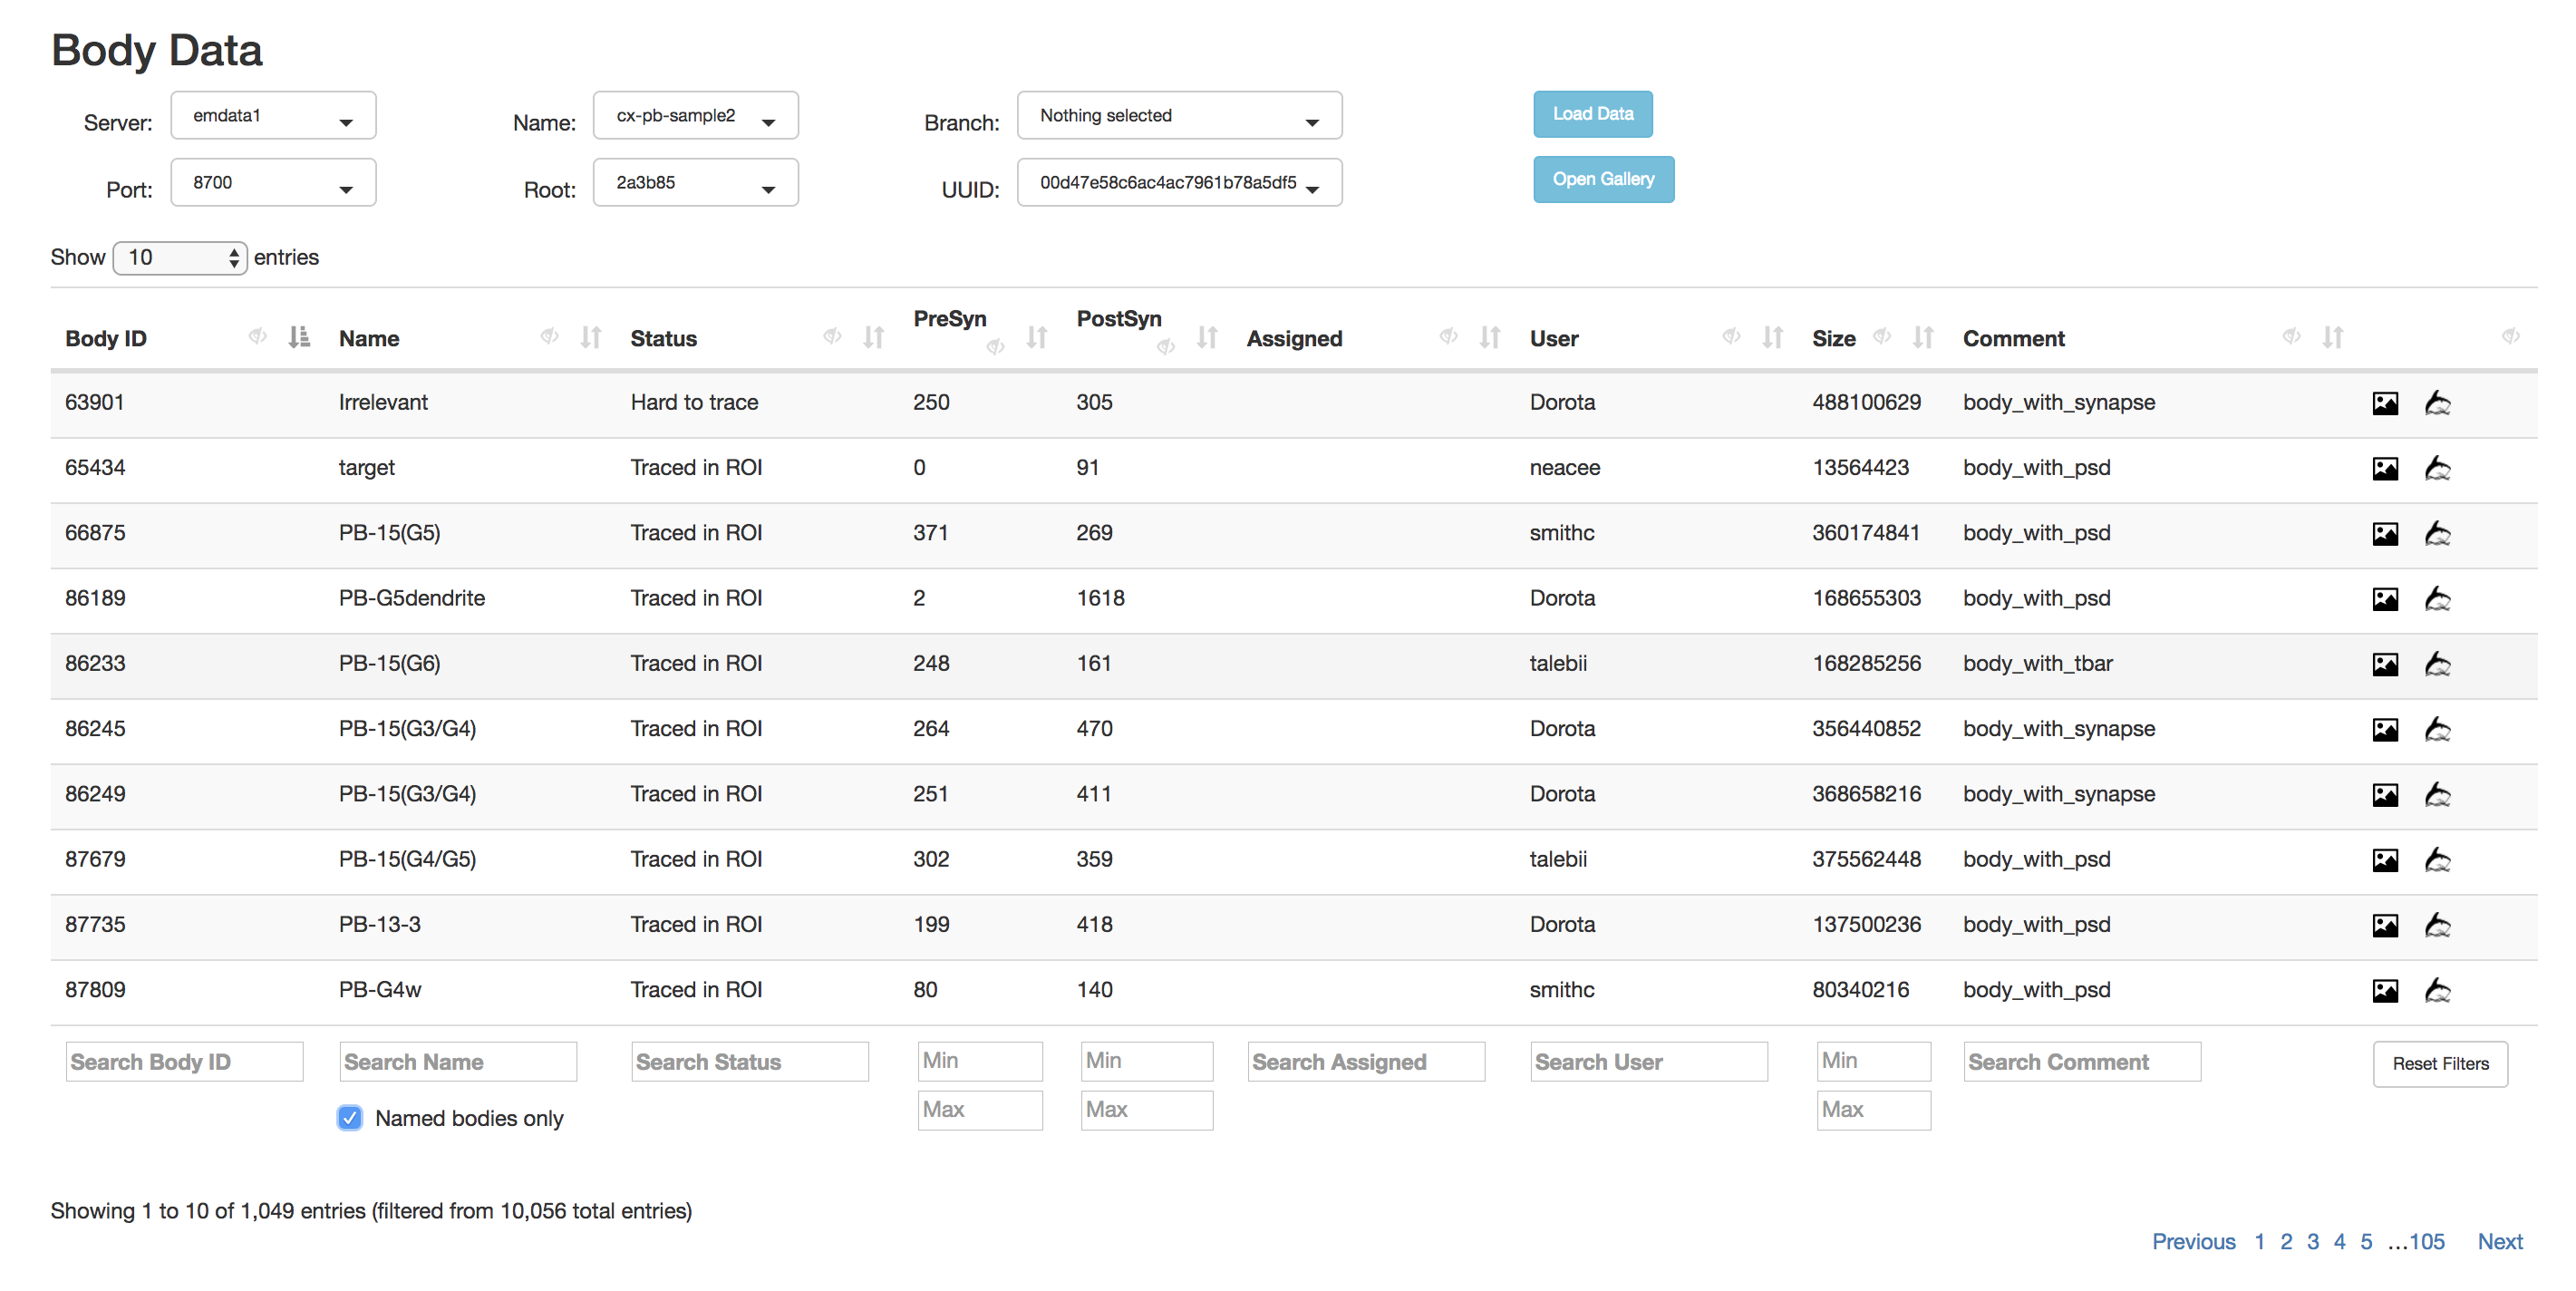 Body Data
Server: emdata1 Name: cx-pb-sample2 Branch: Nothing selected Load Data
Port: 8700 Root: 2a3b85 UUID: 00d47e58c6ac4ac7961b78a5df5 Open Gallery
Show 10 entries
Body ID Name Status PreSyn PostSyn Assigned User Size Comment
63901 Irrelevant Hard to trace 250 305 Dorota 488100629 body_with_synapse
65434 target Traced in ROI 0 91 neacee 13564423 body_with_psd
66875 PB-15(G5) Traced in ROI 371 269 smithc 360174841 body_with_psd
86189 PB-G5dendrite Traced in ROI 2 1618 Dorota 168655303 body_with_psd
86233 PB-15(G6) Traced in ROI 248 161 talebii 168285256 body_with_tbar
86245 PB-15(G3/G4) Traced in ROI 264 470 Dorota 356440852 body_with_synapse
86249 PB-15(G3/G4) Traced in ROI 251 411 Dorota 368658216 body_with_synapse
87679 PB-15(G4/G5) Traced in ROI 302 359 talebii 375562448 body_with_psd
87735 PB-13-3 Traced in ROI 199 418 Dorota 137500236 body_with_psd
87809 PB-G4w Traced in ROI 80 140 smithc 80340216 body_with_psd
Search Body ID Search Name Search Status Min Min Search Assigned Search User Min Search Comment Reset Filters
Named bodies only Max Max Max
Showing 1 to 10 of 1,049 entries (filtered from 10,056 total entries)
Previous 1 2 3 4 5 …105 Next